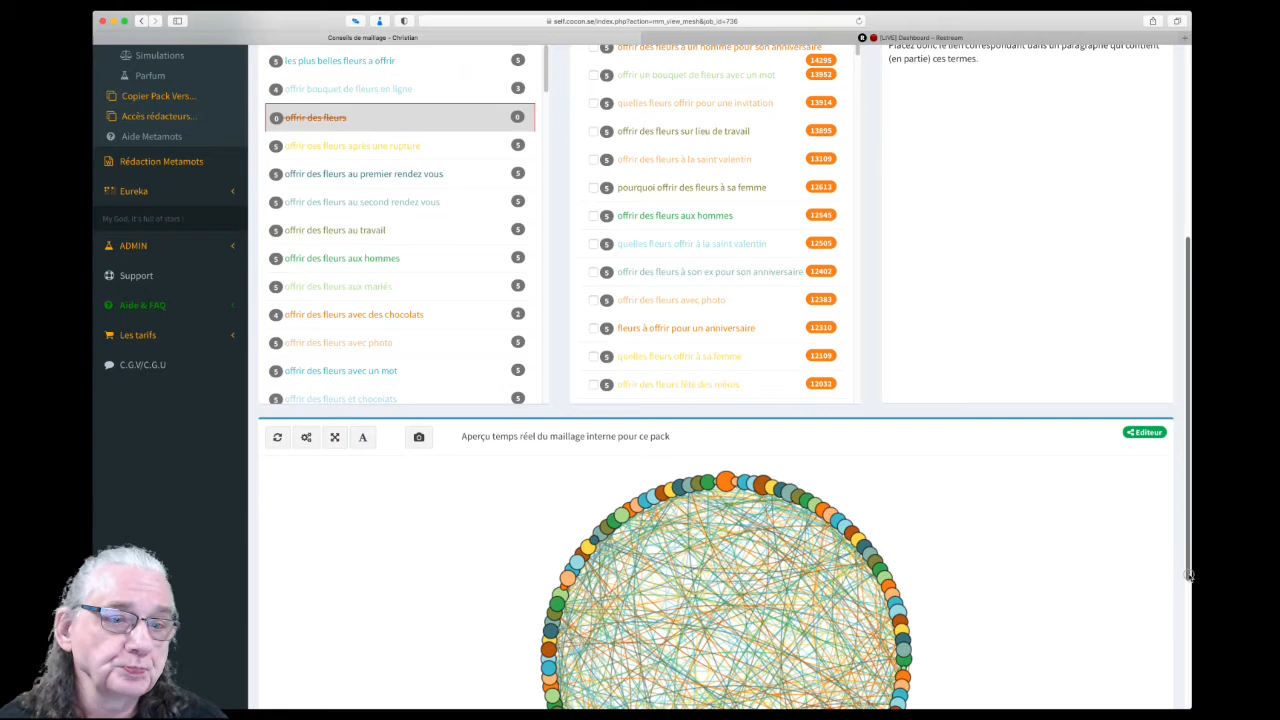 self.cocon.se/index.php?action=mm_view_mesh&job_id=736
Conseils de maillage - Christian
[LIVE] Dashboard – Restream
Simulations
Parfum
Copier Pack Vers...
Accès rédacteurs...
Aide Metamots
Rédaction Metamots
Eureka
My God, it's full of stars !
ADMIN
Support
Aide & FAQ
Les tarifs
C.G.V/C.G.U
5 les plus belles fleurs a offrir 5
4 offrir bouquet de fleurs en ligne 3
0 offrir des fleurs 0
5 offrir des fleurs après une rupture 5
5 offrir des fleurs au premier rendez vous 5
5 offrir des fleurs au second rendez vous 5
5 offrir des fleurs au travail 5
5 offrir des fleurs aux hommes 5
5 offrir des fleurs aux mariés 5
4 offrir des fleurs avec des chocolats 2
5 offrir des fleurs avec photo 5
5 offrir des fleurs avec un mot 5
5 offrir des fleurs et chocolats 5
offrir des fleurs à un homme pour son anniversaire
14295
5 offrir un bouquet de fleurs avec un mot 13952
5 quelles fleurs offrir pour une invitation 13914
5 offrir des fleurs sur lieu de travail 13895
5 offrir des fleurs à la saint valentin 13109
5 pourquoi offrir des fleurs à sa femme 12613
5 offrir des fleurs aux hommes 12545
5 quelles fleurs offrir à la saint valentin 12505
5 offrir des fleurs à son ex pour son anniversaire 12402
5 offrir des fleurs avec photo 12383
5 fleurs à offrir pour un anniversaire 12310
5 quelles fleurs offrir à sa femme 12109
5 offrir des fleurs fête des mères 12032
Placez donc le lien correspondant dans un paragraphe qui contient
(en partie) ces termes.
A
Aperçu temps réel du maillage interne pour ce pack
Editeur